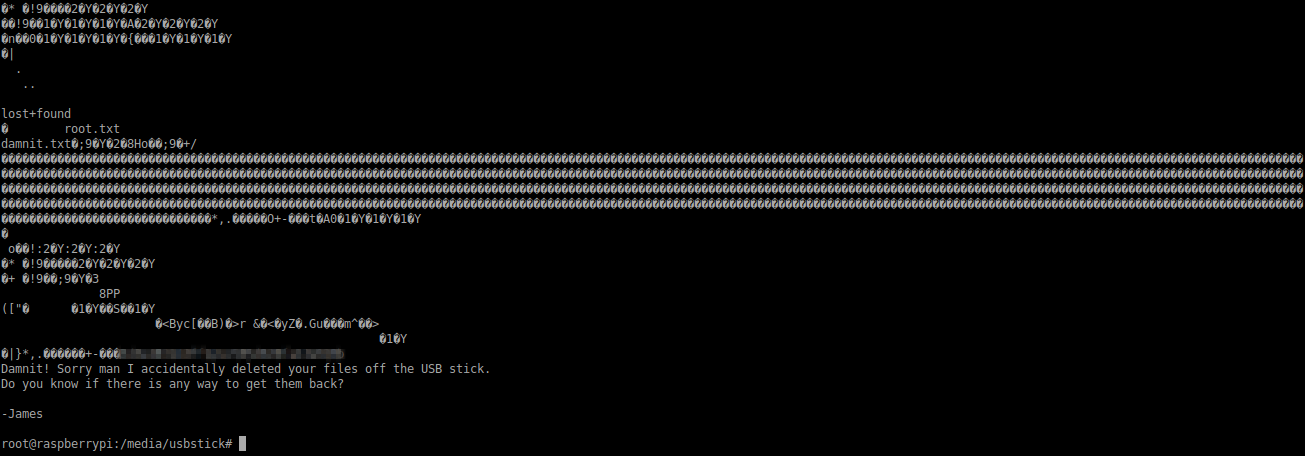 �* �!9����2�Y�2�Y�2�Y
��!9��1�Y�1�Y�1�Y�A�2�Y�2�Y�2�Y
�n��0�1�Y�1�Y�1�Y�{���1�Y�1�Y�1�Y
�|
.
..
lost+found
� root.txt
damnit.txt�;9�Y�2�8Ho��;9�+/
*,.�����O+-���t�A0�1�Y�1�Y�1�Y
�
o��!:2�Y:2�Y:2�Y
�* �!9�����2�Y�2�Y�2�Y
�+ �!9��;9�Y�3
8PP
(["� �1�Y��S��1�Y
�<Byc[��B)�>r &�<�yZ�.Gu���m^��>
�1�Y
�|}*,.������+-���
Damnit! Sorry man I accidentally deleted your files off the USB stick.
Do you know if there is any way to get them back?
-James
root@raspberrypi:/media/usbstick#